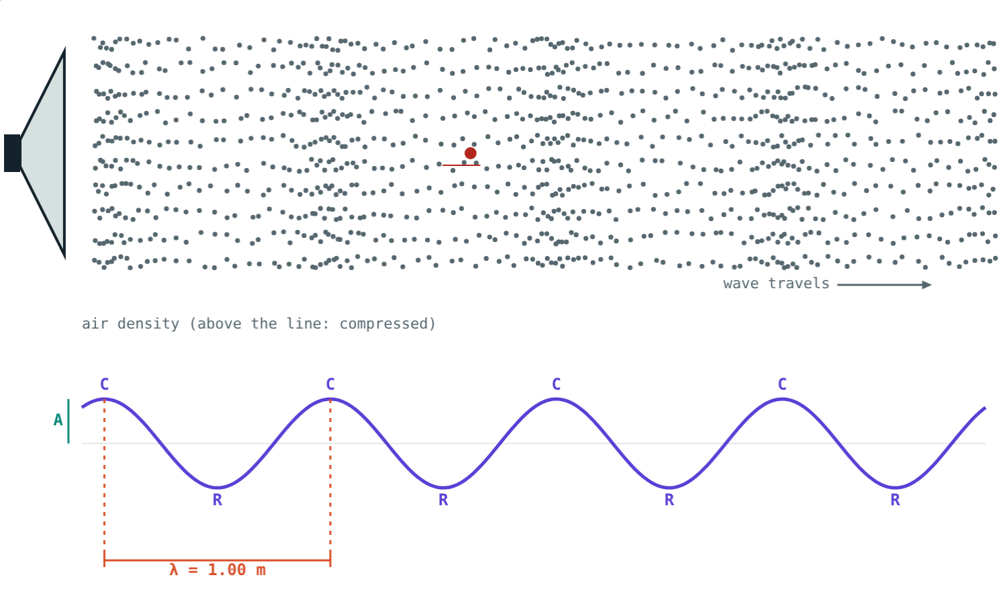 wave travels
air density (above the line: compressed)
C C C C
A
R R R R
λ = 1.00 m